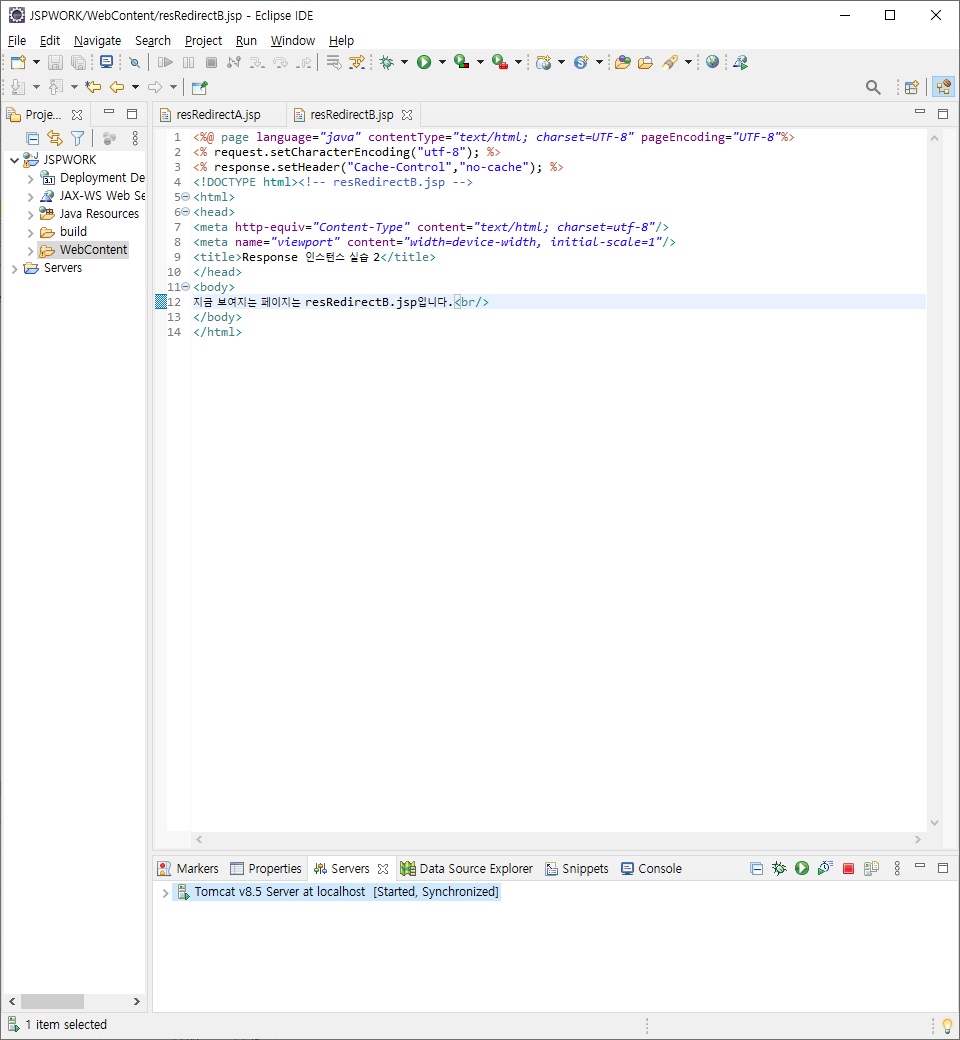 JSPWORK/WebContent/resRedirectB.jsp - Eclipse IDE
File Edit Navigate Search Project Run Window Help
Proje...
JSPWORK
Deployment De
JAX-WS Web Se
Java Resources
build
WebContent
Servers
resRedirectA.jsp resRedirectB.jsp
1 <%@ page language="java" contentType="text/html; charset=UTF-8" pageEncoding="UTF-8"%>
2 <% request.setCharacterEncoding("utf-8"); %>
3 <% response.setHeader("Cache-Control","no-cache"); %>
4 <!DOCTYPE html><!-- resRedirectB.jsp -->
5 <html>
6 <head>
7 <meta http-equiv="Content-Type" content="text/html; charset=utf-8"/>
8 <meta name="viewport" content="width=device-width, initial-scale=1"/>
9 <title>Response 인스턴스 실습 2</title>
10 </head>
11 <body>
12 지금 보여지는 페이지는 resRedirectB.jsp입니다.<br/>
13 </body>
14 </html>
Markers Properties Servers Data Source Explorer Snippets Console
Tomcat v8.5 Server at localhost [Started, Synchronized]
1 item selected